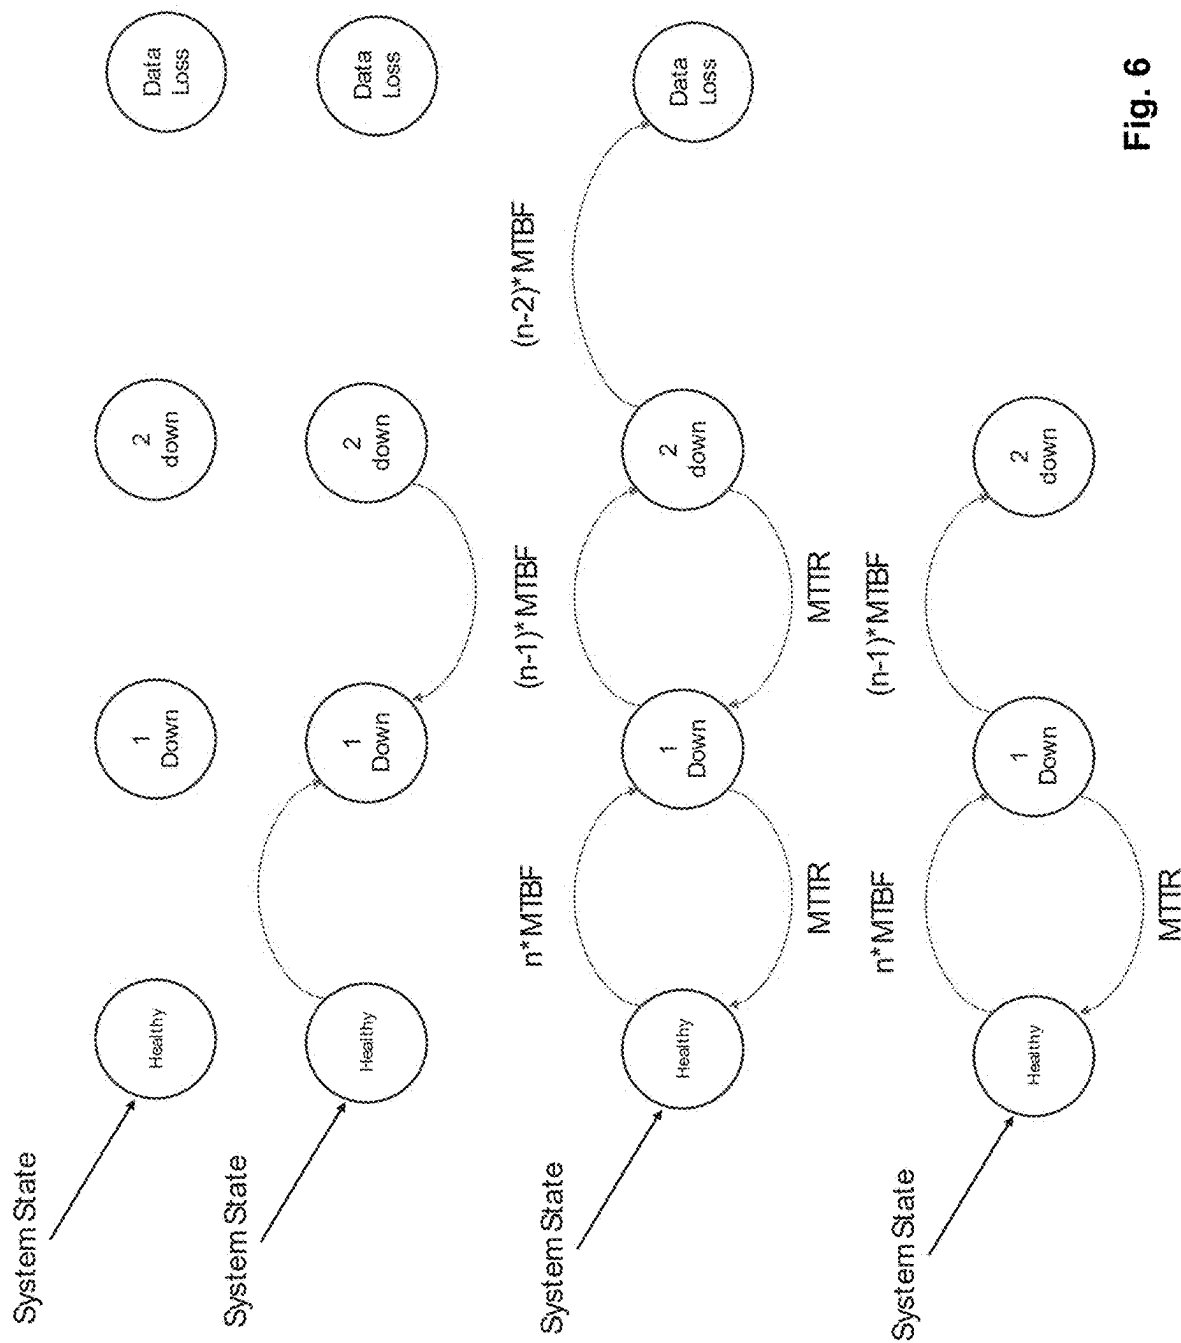 System State
Healthy
1
Down
2
down
Data
Loss
System State
Healthy
1
Down
2
down
Data
Loss
System State
n*MTBF
(n-1)*MTBF
(n-2)*MTBF
Healthy
1
Down
2
down
Data
Loss
MTTR
MTTR
System State
n*MTBF
(n-1)*MTBF
Healthy
1
Down
2
down
MTTR
Fig. 6